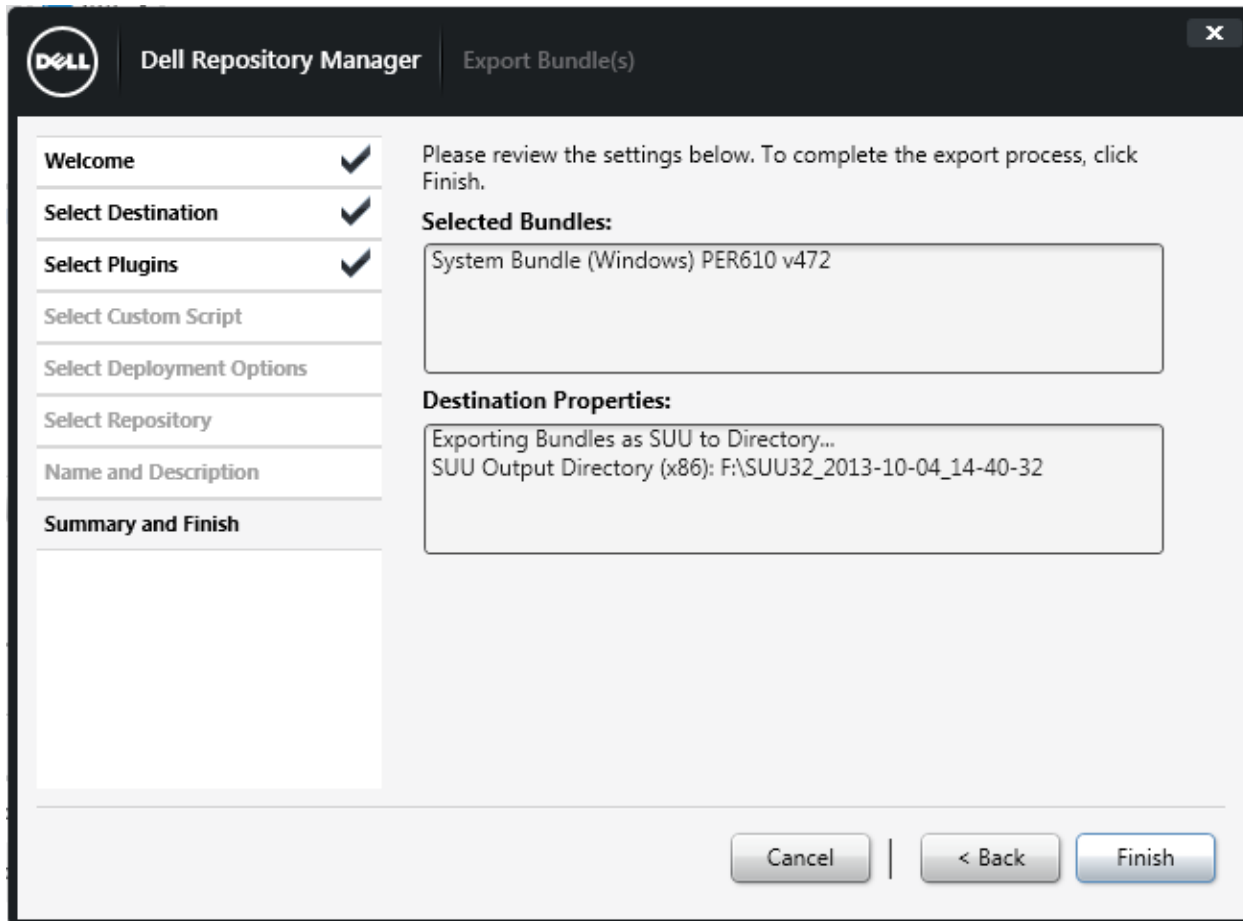 DELL
Dell Repository Manager
Export Bundle(s)
x
Welcome
Select Destination
Select Plugins
Select Custom Script
Select Deployment Options
Select Repository
Name and Description
Summary and Finish
Please review the settings below. To complete the export process, click
Finish.
Selected Bundles:
System Bundle (Windows) PER610 v472
Destination Properties:
Exporting Bundles as SUU to Directory...
SUU Output Directory (x86): F:\SUU32_2013-10-04_14-40-32
Cancel
< Back
Finish